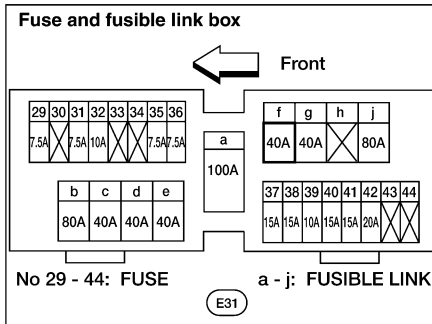 Fuse and fusible link box
Front
29 30 31 32 33 34 35 36
7.5A 7.5A 10A 7.5A 7.5A
a
100A
f g h j
40A 40A 80A
b c d e
80A 40A 40A 40A
37 38 39 40 41 42 43 44
15A 15A 10A 15A 15A 20A
No 29 - 44: FUSE
a - j: FUSIBLE LINK
E31